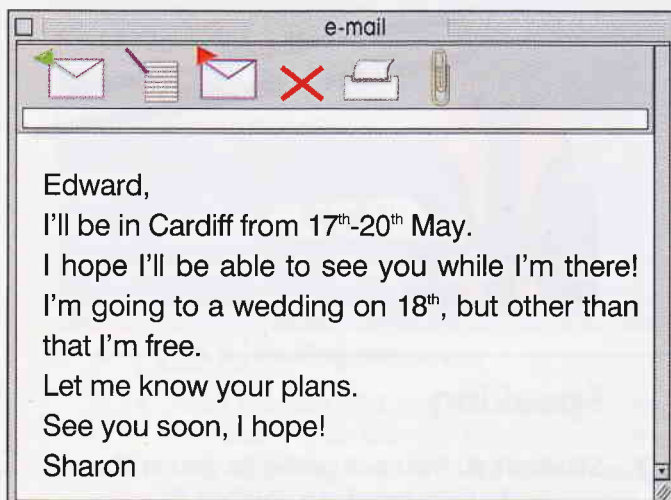 e-mail
Edward,
I'll be in Cardiff from 17th-20th May.
I hope I'll be able to see you while I'm there!
I'm going to a wedding on 18th, but other than
that I'm free.
Let me know your plans.
See you soon, I hope!
Sharon